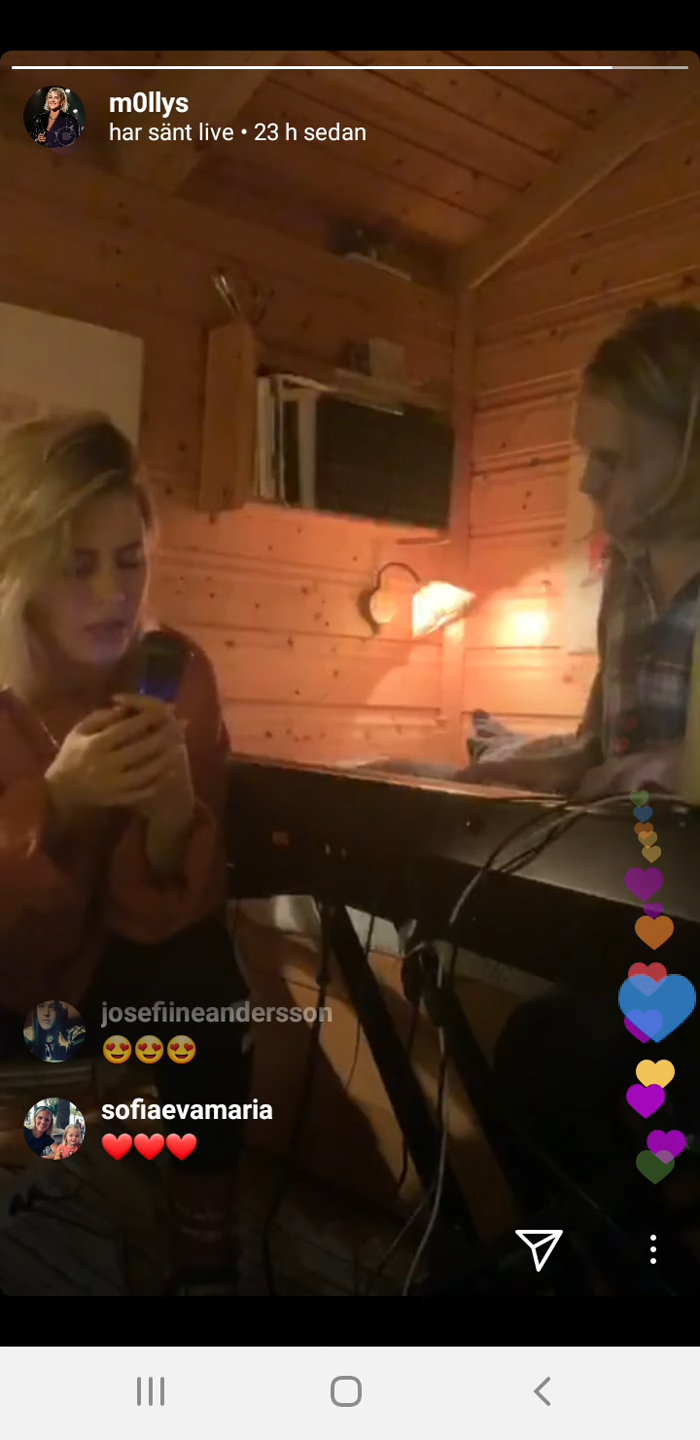 m0llys
har sänt live • 23 h sedan
josefiineandersson
😍😍😍
sofiaevamaria
❤️❤️❤️